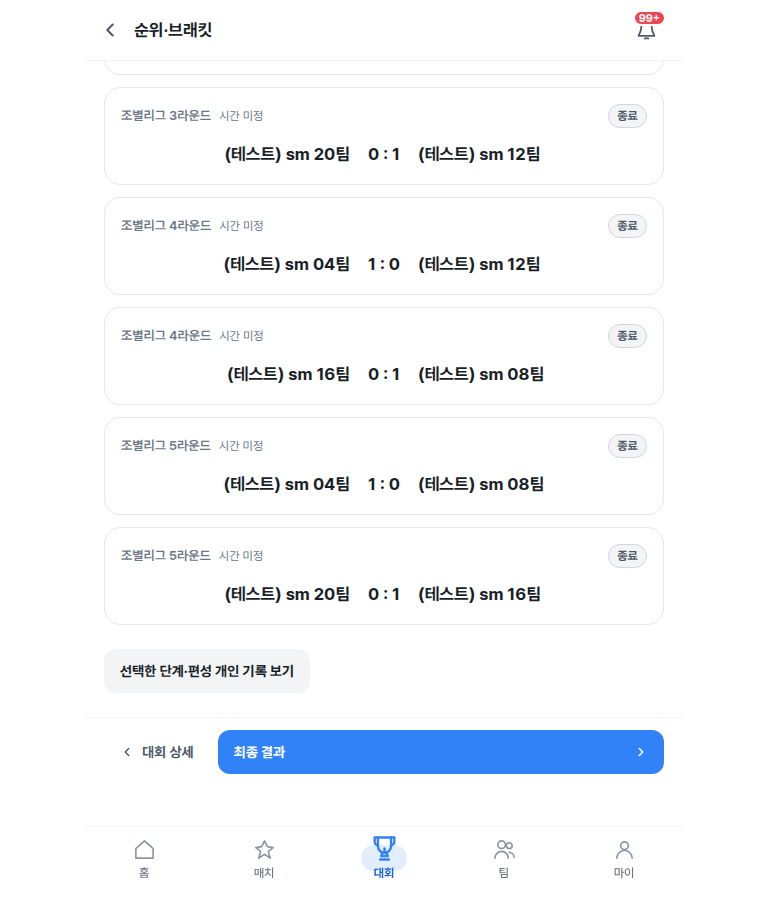 순위·브래킷
99+
조별리그 3라운드 시간 미정 종료
(테스트) sm 20팀 0 : 1 (테스트) sm 12팀
조별리그 4라운드 시간 미정 종료
(테스트) sm 04팀 1 : 0 (테스트) sm 12팀
조별리그 4라운드 시간 미정 종료
(테스트) sm 16팀 0 : 1 (테스트) sm 08팀
조별리그 5라운드 시간 미정 종료
(테스트) sm 04팀 1 : 0 (테스트) sm 08팀
조별리그 5라운드 시간 미정 종료
(테스트) sm 20팀 0 : 1 (테스트) sm 16팀
선택한 단계·편성 개인 기록 보기
대회 상세 최종 결과
홈 매치 대회 팀 마이